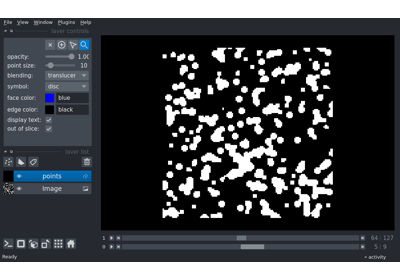 File View Window Plugins Help
layer controls
opacity: 1.00
point size: 10
blending: translucer
symbol: disc
face color: blue
edge color: black
display text:
out of slice:
layer list
points
Image
1 64 127
0 5 9
Ready activity